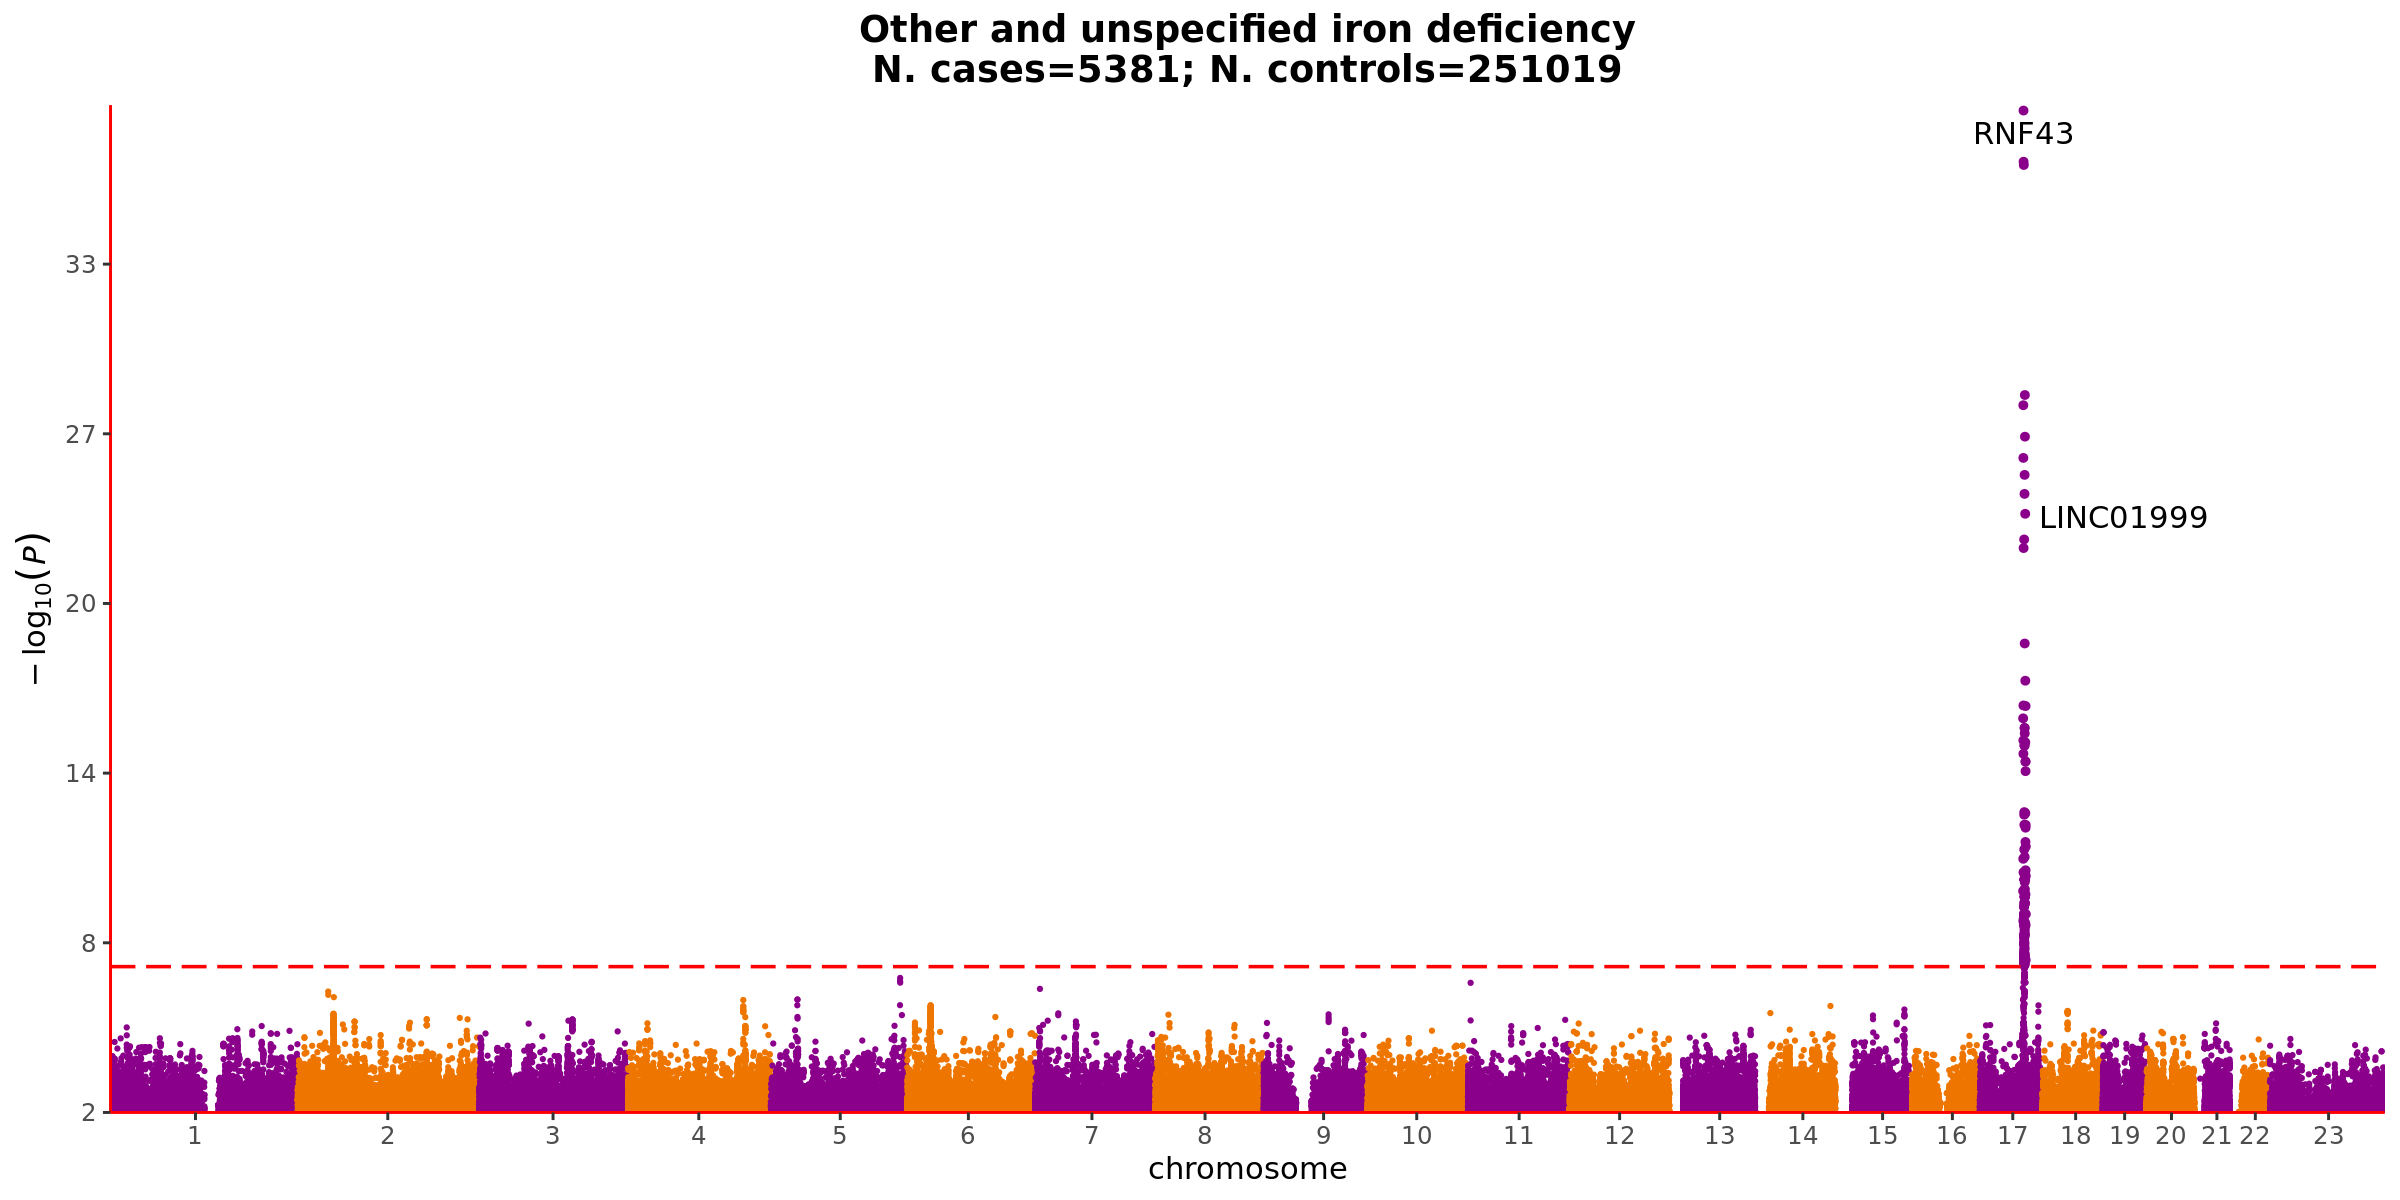 Other and unspecified iron deficiency
N. cases=5381; N. controls=251019
RNF43
33
27
LINC01999
20
14
8
2
−log10(P)
1 2 3 4 5 6 7 8 9 10 11 12 13 14 15 16 17 18 19 20 21 22 23
chromosome